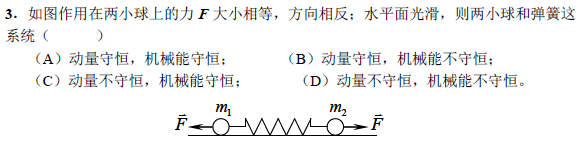 3．如图作用在两小球上的力 F 大小相等，方向相反；水平面光滑，则两小球和弹簧这
系统（　　）
（A）动量守恒，机械能守恒；　　（B）动量守恒，机械能不守恒；
（C）动量不守恒，机械能守恒；　　（D）动量不守恒，机械能不守恒。
m₁　m₂
F⃗　F⃗